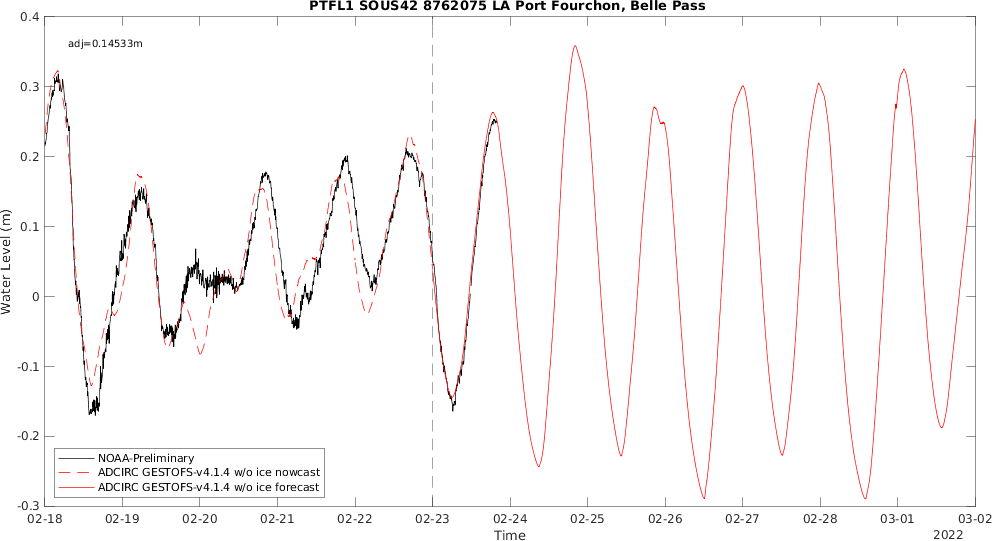 PTFL1 SOUS42 8762075 LA Port Fourchon, Belle Pass
adj=0.14533m
0.4
0.3
0.2
0.1
0
-0.1
-0.2
-0.3
Water Level (m)
NOAA-Preliminary
ADCIRC GESTOFS-v4.1.4 w/o ice nowcast
ADCIRC GESTOFS-v4.1.4 w/o ice forecast
02-18 02-19 02-20 02-21 02-22 02-23 02-24 02-25 02-26 02-27 02-28 03-01 03-02
Time
2022